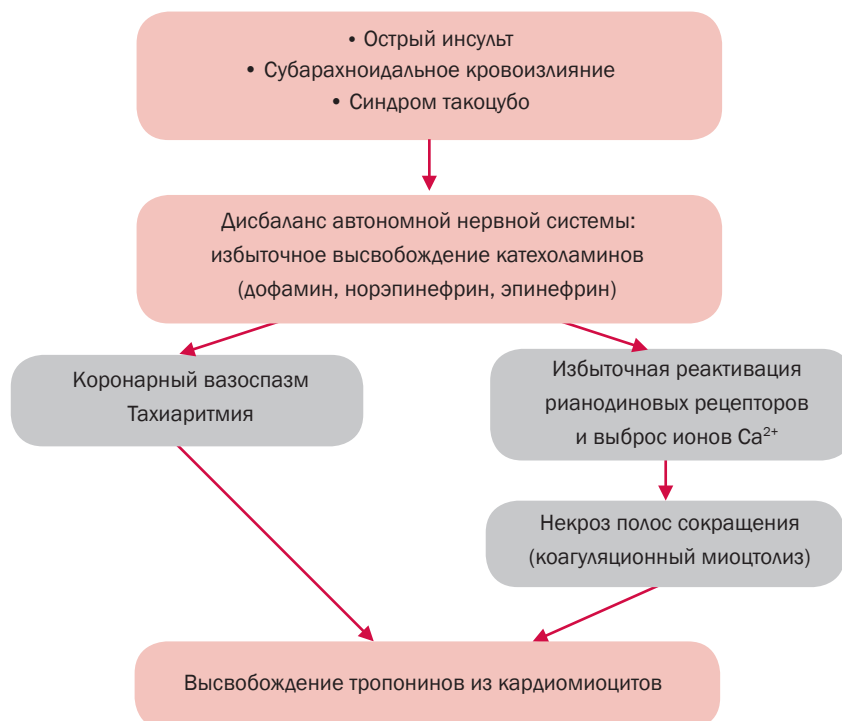 • Острый инсульт
• Субарахноидальное кровоизлияние
• Синдром такоцубо
Дисбаланс автономной нервной системы:
избыточное высвобождение катехоламинов
(дофамин, норэпинефрин, эпинефрин)
Коронарный вазоспазм
Тахиаритмия
Избыточная реактивация
рианодиновых рецепторов
и выброс ионов Ca²⁺
Некроз полос сокращения
(коагуляционный миоцтолиз)
Высвобождение тропонинов из кардиомиоцитов